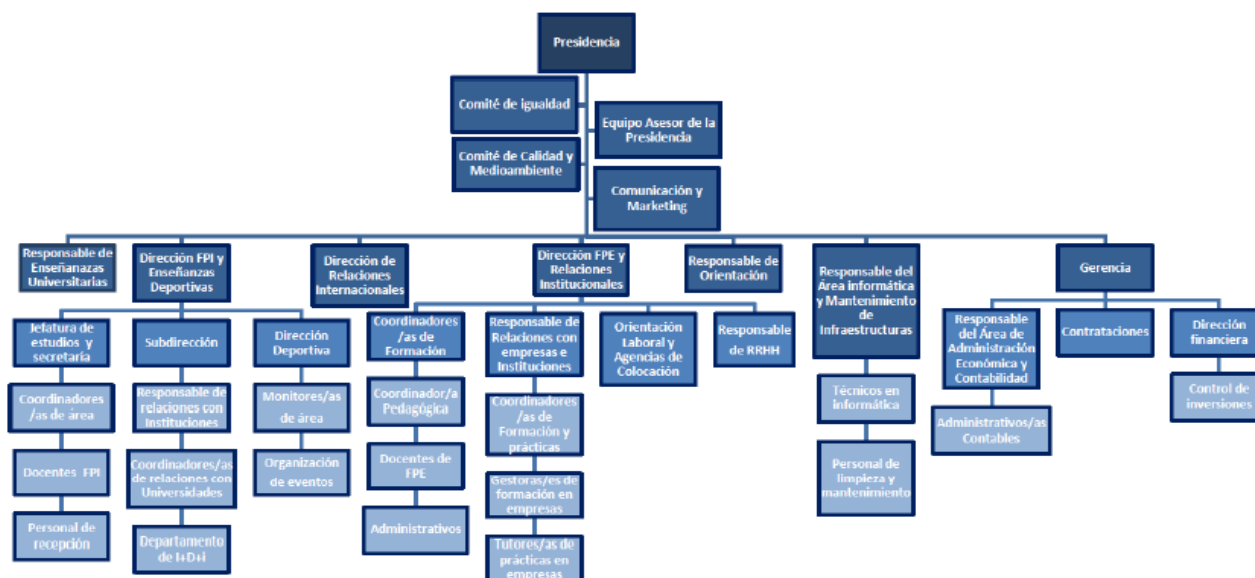 Presidencia
Comité de igualdad
Equipo Asesor de la
Presidencia
Comité de Calidad y
Medioambiente
Comunicación y
Marketing
Responsable de
Enseñanazas
Universitarias
Dirección FPI y
Enseñanzas
Deportivas
Dirección de
Relaciones
Internacionales
Dirección FPE y
Relaciones
Institucionales
Responsable de
Orientación
Responsable del
Área informática
y Mantenimiento
de
Infraestructuras
Gerencia
Jefatura de
estudios y
secretaría
Subdirección
Dirección
Deportiva
Coordinadores
/as de
Formación
Responsable de
Relaciones con
empresas e
Instituciones
Orientación
Laboral y
Agencias de
Colocación
Responsable
de RRHH
Responsable
del Área de
Administración
Económica y
Contabilidad
Contrataciones
Dirección
financiera
Coordinadores
/as de área
Responsable de
relaciones con
Instituciones
Monitores/as
de área
Coordinador/a
Pedagógica
Coordinadores
/as de
Formación y
prácticas
Técnicos en
informática
Administrativos/as
Contables
Control de
inversiones
Docentes FPI
Coordinadores/as
de relaciones con
Universidades
Organización
de eventos
Docentes de
FPE
Gestoras/es de
formación en
empresas
Personal de
limpieza y
mantenimiento
Personal de
recepción
Departamento
de I+D+i
Administrativos
Tutores/as de
prácticas en
empresas